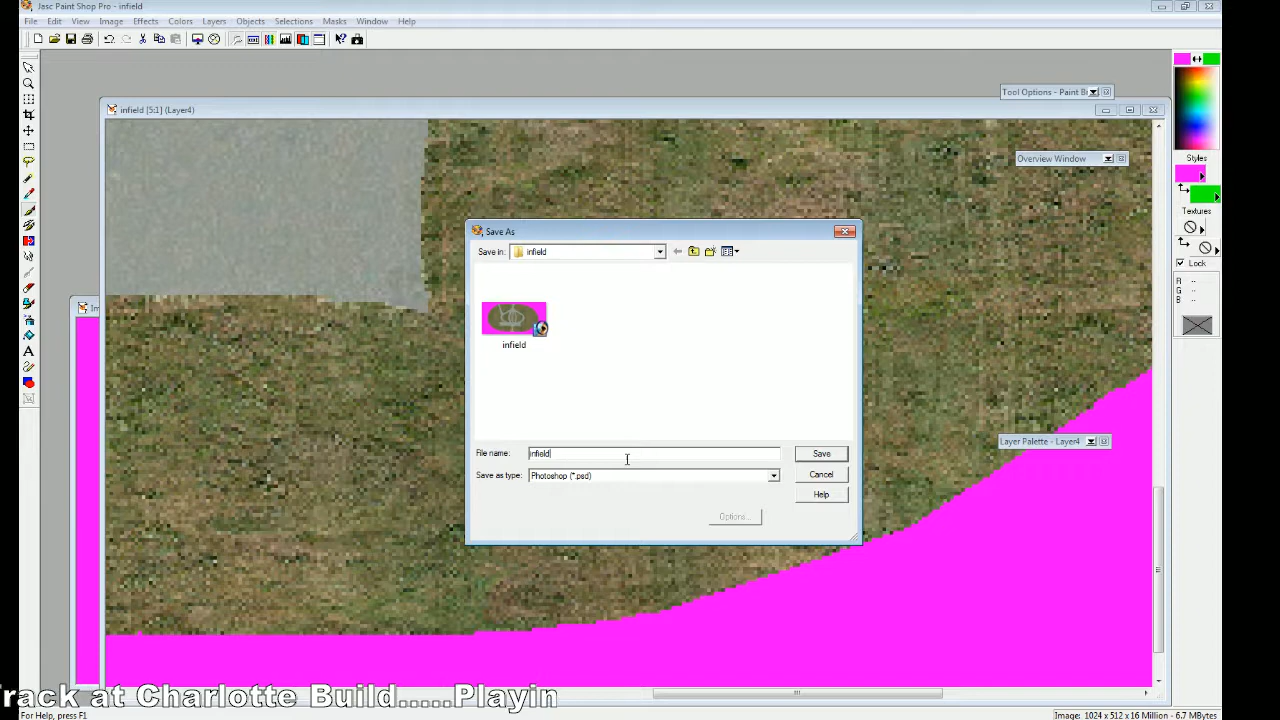 Jasc Paint Shop Pro - infield
File Edit View Image Effects Colors Layers Objects Selections Masks Window Help
Tool Options - Paint B
infield [5:1] (Layer4)
Overview Window
Styles
Textures
Lock
R
G
B
Save As
Save in: infield
infield
File name: infield Save
Save as type: Photoshop (*.psd) Cancel
Help
Options...
Layer Palette - Layer4
Track at Charlotte Build.....Playin
For Help, press F1 Image: 1024 x 512 x 16 Million - 6.7 MBytes